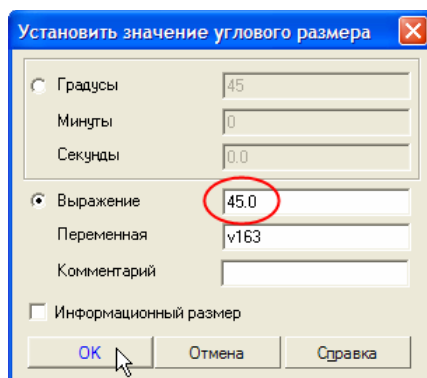 Установить значение углового размера
Градусы 45
Минуты 0
Секунды 0.0
Выражение 45.0
Переменная v163
Комментарий
Информационный размер
OK Отмена Справка